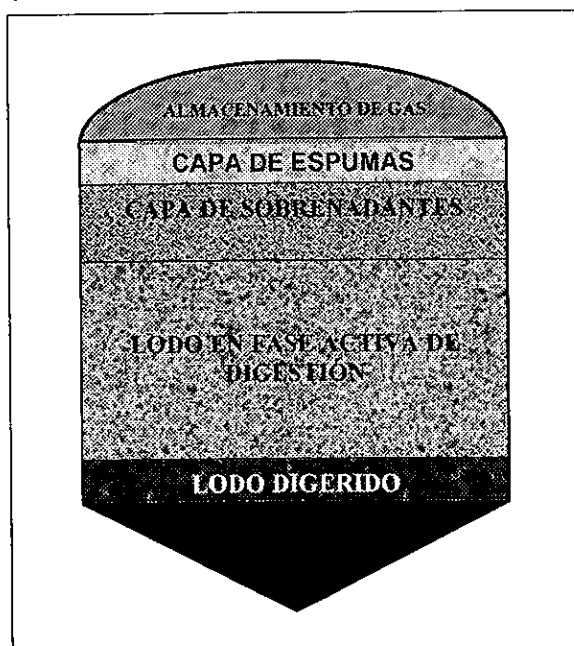 ALMACENAMIENTO DE GAS
CAPA DE ESPUMAS
CAPA DE SOBRENADANTES
LODO EN FASE ACTIVA DE
DIGESTIÓN
LODO DIGERIDO